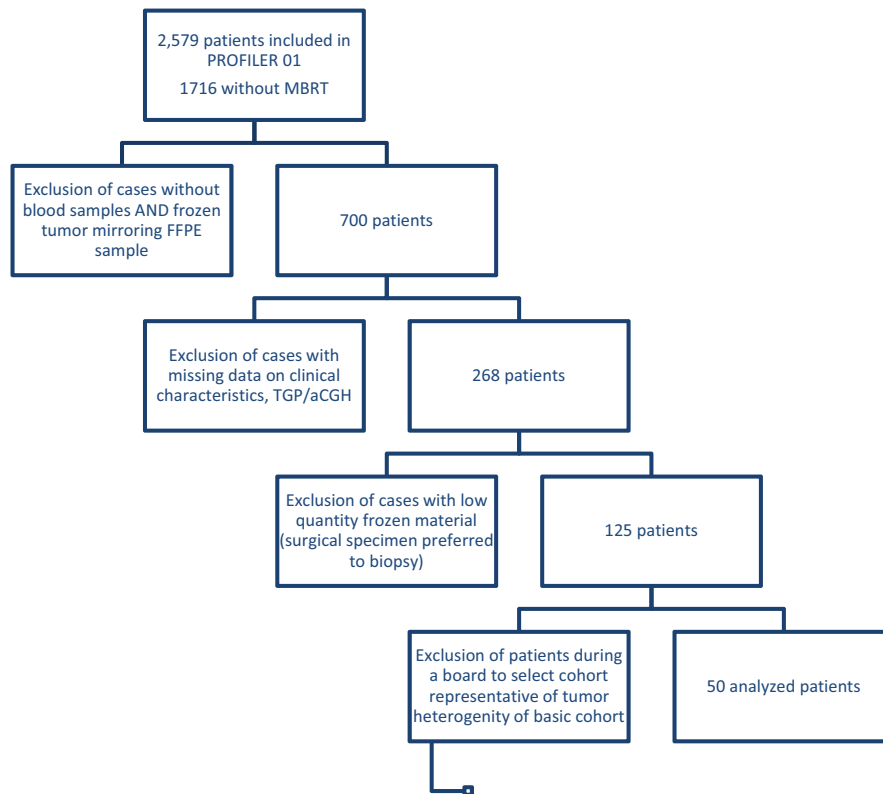 2,579 patients included in
PROFILER 01
1716 without MBRT
Exclusion of cases without
blood samples AND frozen
tumor mirroring FFPE
sample
700 patients
Exclusion of cases with
missing data on clinical
characteristics, TGP/aCGH
268 patients
Exclusion of cases with low
quantity frozen material
(surgical specimen preferred
to biopsy)
125 patients
Exclusion of patients during
a board to select cohort
representative of tumor
heterogenity of basic cohort
50 analyzed patients